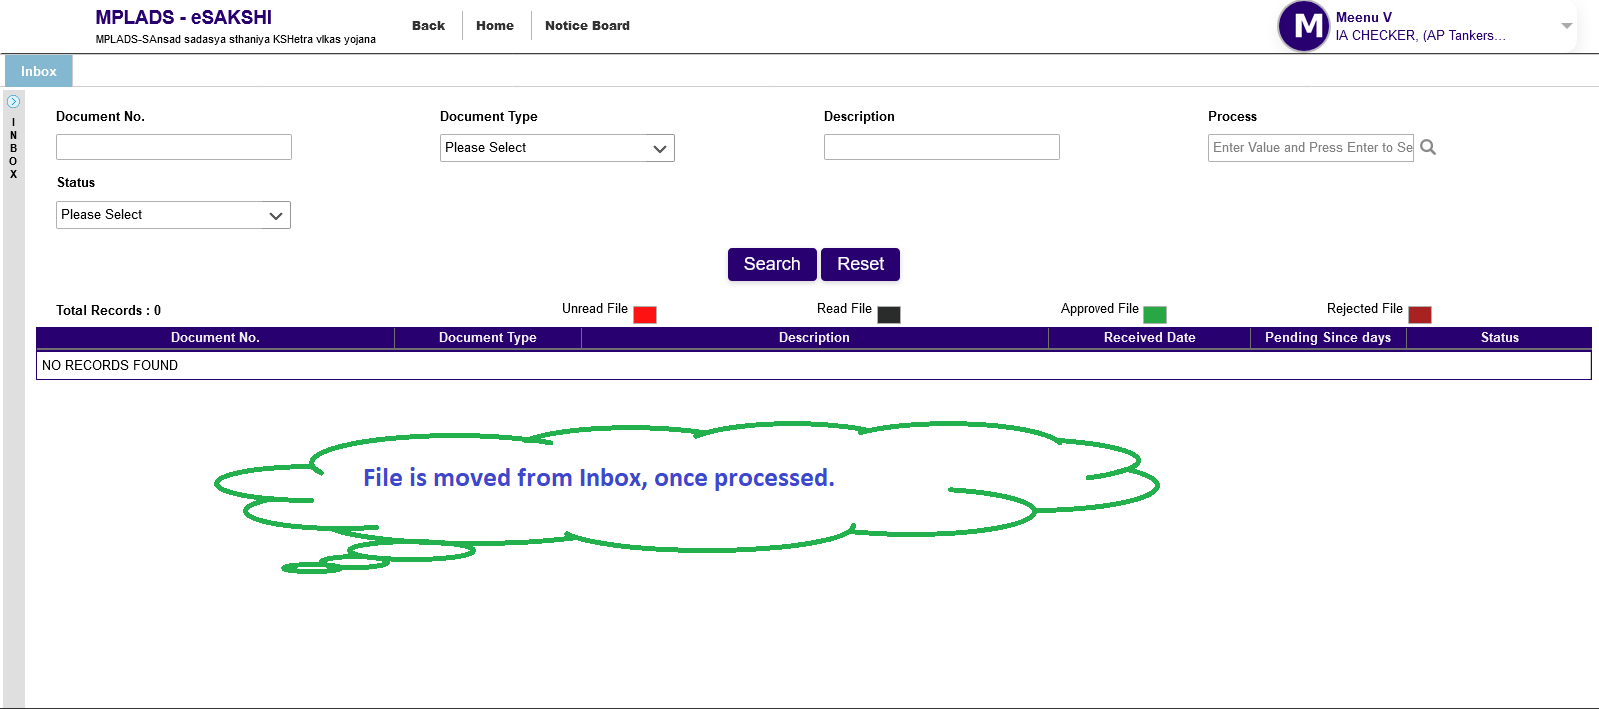 MPLADS - eSAKSHI
MPLADS-SAnsad sadasya sthaniya KSHetra vIkas yojana
Back Home Notice Board
M
Meenu V
IA CHECKER, (AP Tankers...
Inbox
INBOX
Document No. Document Type Description Process
Please Select Enter Value and Press Enter to Se
Status
Please Select
Search Reset
Total Records : 0 Unread File Read File Approved File Rejected File
Document No. Document Type Description Received Date Pending Since days Status
NO RECORDS FOUND
File is moved from Inbox, once processed.